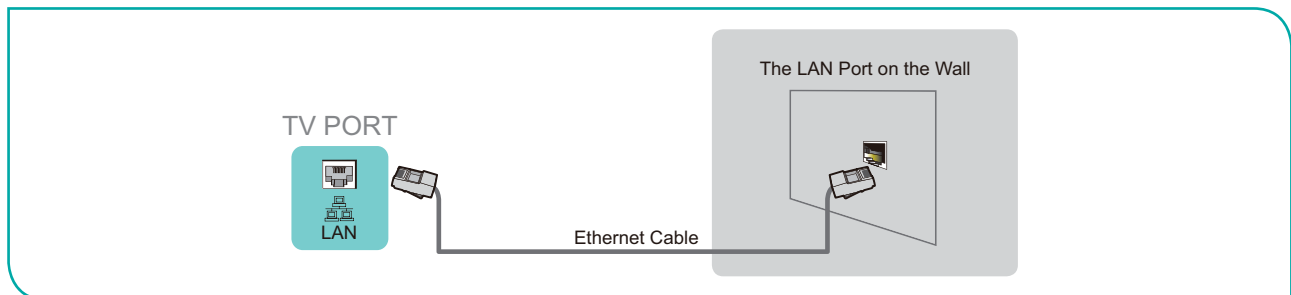 The LAN Port on the Wall
TV PORT
LAN
Ethernet Cable